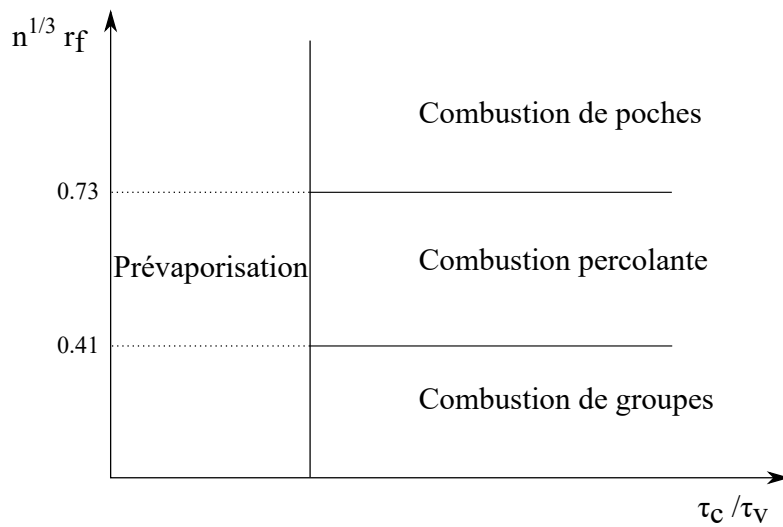 n^{1/3} r_f
Combustion de poches
0.73
Prévaporisation
Combustion percolante
0.41
Combustion de groupes
τ_c /τ_v